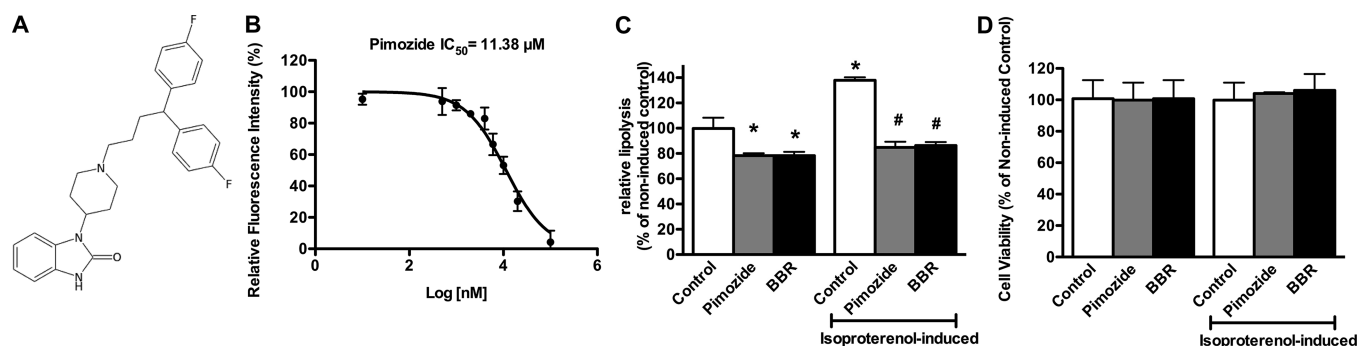 A
F
F
N
N
O
N
H
B
Pimozide IC50= 11.38 µM
Relative Fluorescence Intensity (%)
120
100
80
60
40
20
0
0
2
4
6
Log [nM]
C
relative lipolysis
(% of non-induced control)
140
120
100
80
60
*
*
*
#
#
Control
Pimozide
BBR
Control
Pimozide
BBR
Isoproterenol-induced
D
Cell Viability (% of Non-induced Control)
120
100
80
60
40
20
0
Control
Pimozide
BBR
Control
Pimozide
BBR
Isoproterenol-induced